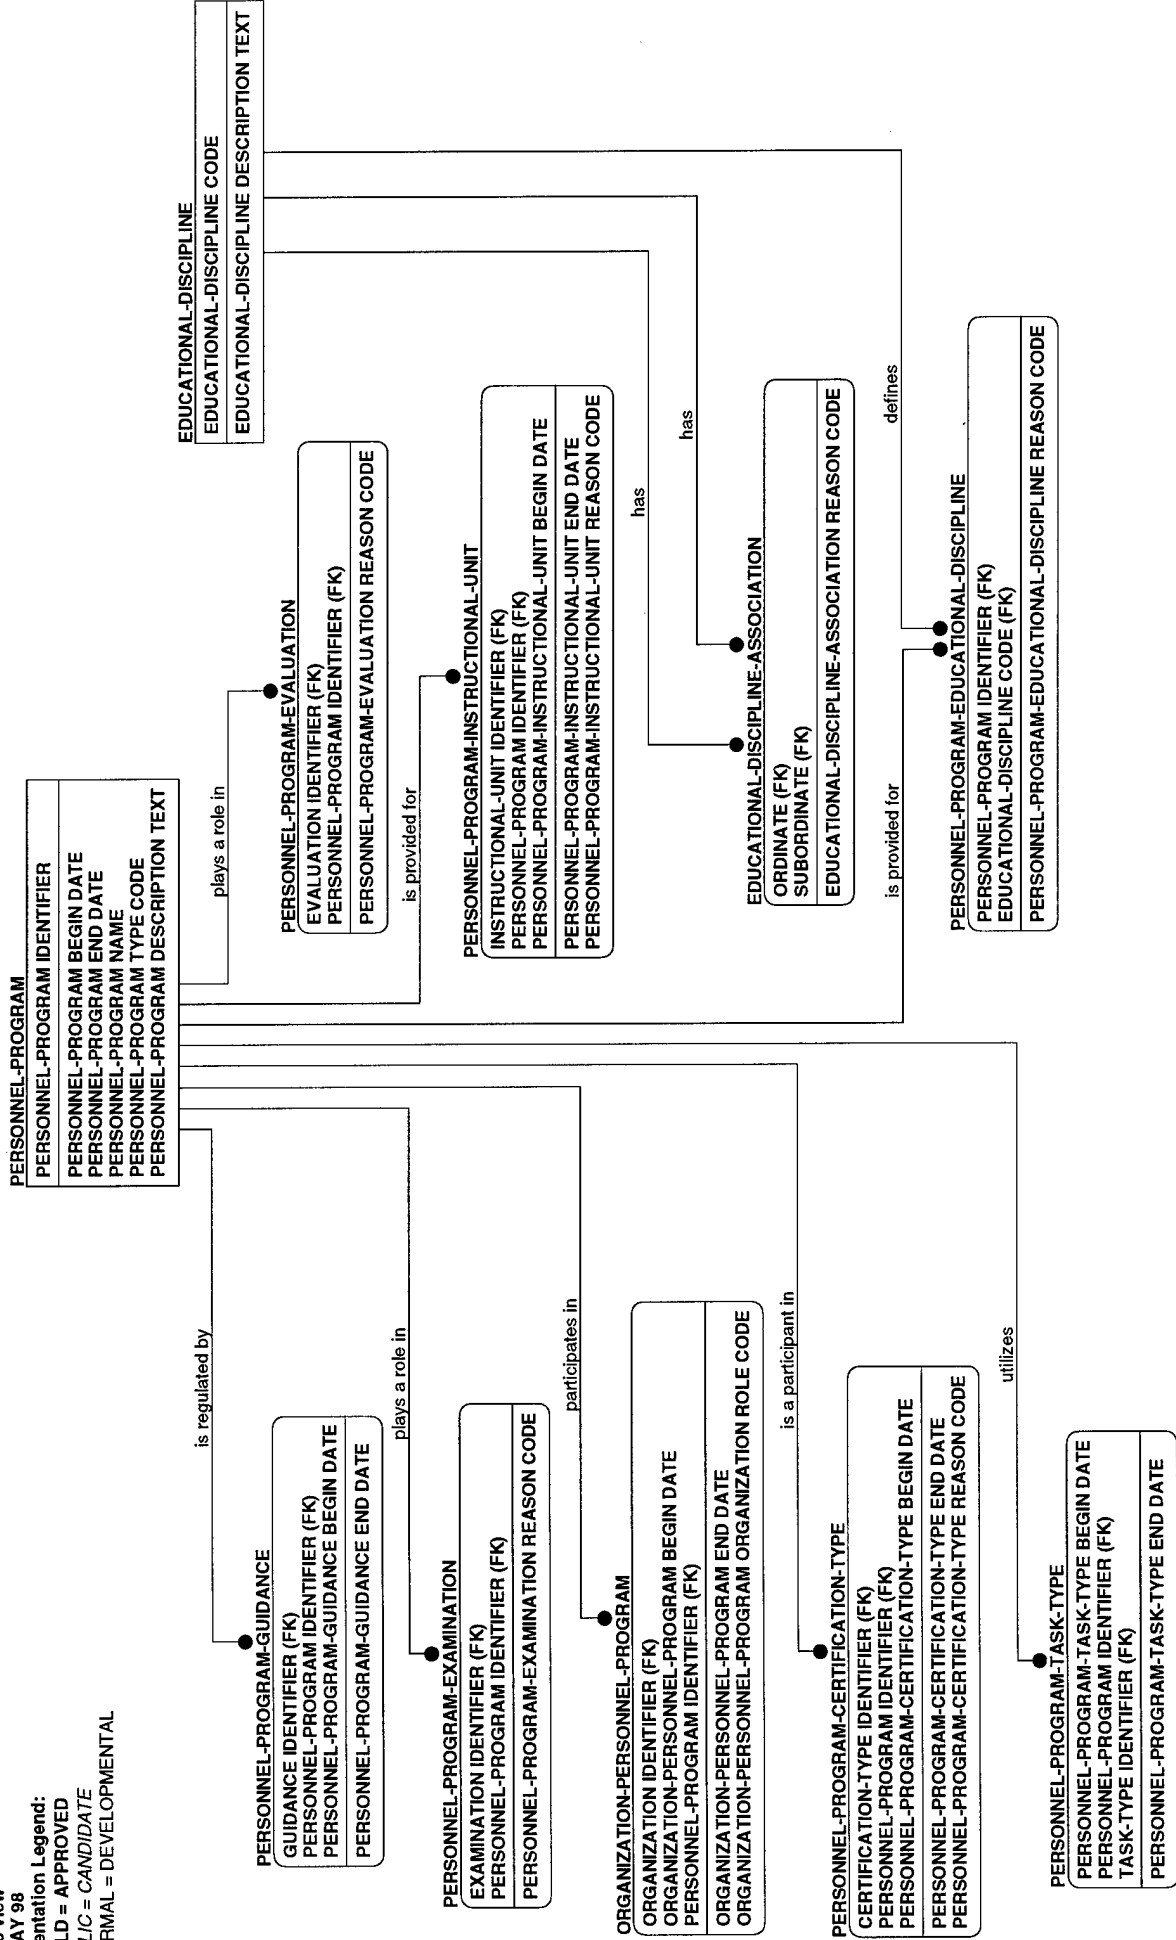 AY 98
entation Legend:
LD = APPROVED
LIC = CANDIDATE
RMAL = DEVELOPMENTAL
PERSONNEL-PROGRAM
PERSONNEL-PROGRAM IDENTIFIER
PERSONNEL-PROGRAM BEGIN DATE
PERSONNEL-PROGRAM END DATE
PERSONNEL-PROGRAM NAME
PERSONNEL-PROGRAM TYPE CODE
PERSONNEL-PROGRAM DESCRIPTION TEXT
EDUCATIONAL-DISCIPLINE
EDUCATIONAL-DISCIPLINE CODE
EDUCATIONAL-DISCIPLINE DESCRIPTION TEXT
is regulated by
PERSONNEL-PROGRAM-GUIDANCE
GUIDANCE IDENTIFIER (FK)
PERSONNEL-PROGRAM IDENTIFIER (FK)
PERSONNEL-PROGRAM-GUIDANCE BEGIN DATE
PERSONNEL-PROGRAM-GUIDANCE END DATE
plays a role in
PERSONNEL-PROGRAM-EVALUATION
EVALUATION IDENTIFIER (FK)
PERSONNEL-PROGRAM IDENTIFIER (FK)
PERSONNEL-PROGRAM-EVALUATION REASON CODE
plays a role in
PERSONNEL-PROGRAM-EXAMINATION
EXAMINATION IDENTIFIER (FK)
PERSONNEL-PROGRAM IDENTIFIER (FK)
PERSONNEL-PROGRAM-EXAMINATION REASON CODE
is provided for
PERSONNEL-PROGRAM-INSTRUCTIONAL-UNIT
INSTRUCTIONAL-UNIT IDENTIFIER (FK)
PERSONNEL-PROGRAM IDENTIFIER (FK)
PERSONNEL-PROGRAM-INSTRUCTIONAL-UNIT BEGIN DATE
PERSONNEL-PROGRAM-INSTRUCTIONAL-UNIT END DATE
PERSONNEL-PROGRAM-INSTRUCTIONAL-UNIT REASON CODE
participates in
ORGANIZATION-PERSONNEL-PROGRAM
ORGANIZATION IDENTIFIER (FK)
ORGANIZATION-PERSONNEL-PROGRAM BEGIN DATE
PERSONNEL-PROGRAM IDENTIFIER (FK)
ORGANIZATION-PERSONNEL-PROGRAM END DATE
ORGANIZATION-PERSONNEL-PROGRAM ORGANIZATION ROLE CODE
has
has
EDUCATIONAL-DISCIPLINE-ASSOCIATION
ORDINATE (FK)
SUBORDINATE (FK)
EDUCATIONAL-DISCIPLINE-ASSOCIATION REASON CODE
is a participant in
PERSONNEL-PROGRAM-CERTIFICATION-TYPE
CERTIFICATION-TYPE IDENTIFIER (FK)
PERSONNEL-PROGRAM IDENTIFIER (FK)
PERSONNEL-PROGRAM-CERTIFICATION-TYPE BEGIN DATE
PERSONNEL-PROGRAM-CERTIFICATION-TYPE END DATE
PERSONNEL-PROGRAM-CERTIFICATION-TYPE REASON CODE
is provided for
defines
PERSONNEL-PROGRAM-EDUCATIONAL-DISCIPLINE
PERSONNEL-PROGRAM IDENTIFIER (FK)
EDUCATIONAL-DISCIPLINE CODE (FK)
PERSONNEL-PROGRAM-EDUCATIONAL-DISCIPLINE REASON CODE
utilizes
PERSONNEL-PROGRAM-TASK-TYPE
PERSONNEL-PROGRAM-TASK-TYPE BEGIN DATE
PERSONNEL-PROGRAM IDENTIFIER (FK)
TASK-TYPE IDENTIFIER (FK)
PERSONNEL-PROGRAM-TASK-TYPE END DATE